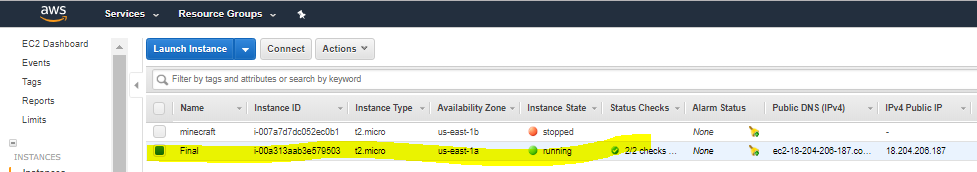 aws Services Resource Groups
EC2 Dashboard
Events
Tags
Reports
Limits
INSTANCES
Launch Instance Connect Actions
Filter by tags and attributes or search by keyword
Name Instance ID Instance Type Availability Zone Instance State Status Checks Alarm Status Public DNS (IPv4) IPv4 Public IP
minecraft i-007a7d7dc052ec0b1 t2.micro us-east-1b stopped None -
Final i-00a313aab3e579503 t2.micro us-east-1a running 2/2 checks ... None ec2-18-204-206-187.co... 18.204.206.187